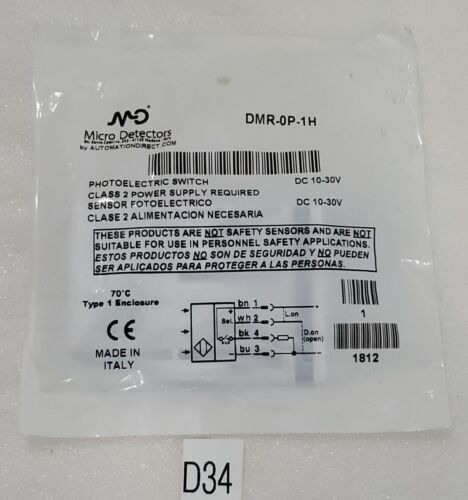 MD
DMR-0P-1H
Micro Detectors
by AUTOMATIONDIRECT.COM
PHOTOELECTRIC SWITCH DC 10-30V
CLASS 2 POWER SUPPLY REQUIRED
SENSOR FOTOELECTRICO DC 10-30V
CLASS 2 ALIMENTACION NECESARIA
THESE PRODUCTS ARE NOT SAFETY SENSORS AND ARE NOT
SUITABLE FOR USE IN PERSONNEL SAFETY APPLICATIONS.
ESTOS PRODUCTOS NO SON DE SEGURIDAD Y NO PUEDEN
SER APLICADOS PARA PROTEGER A LAS PERSONAS.
70°C
Type 1 Enclosure
CE
MADE IN
ITALY
bn 1
+
L.on
Sel.
wh 2
bk 4
D.on
(open)
bu 3
-
1
1812
D34